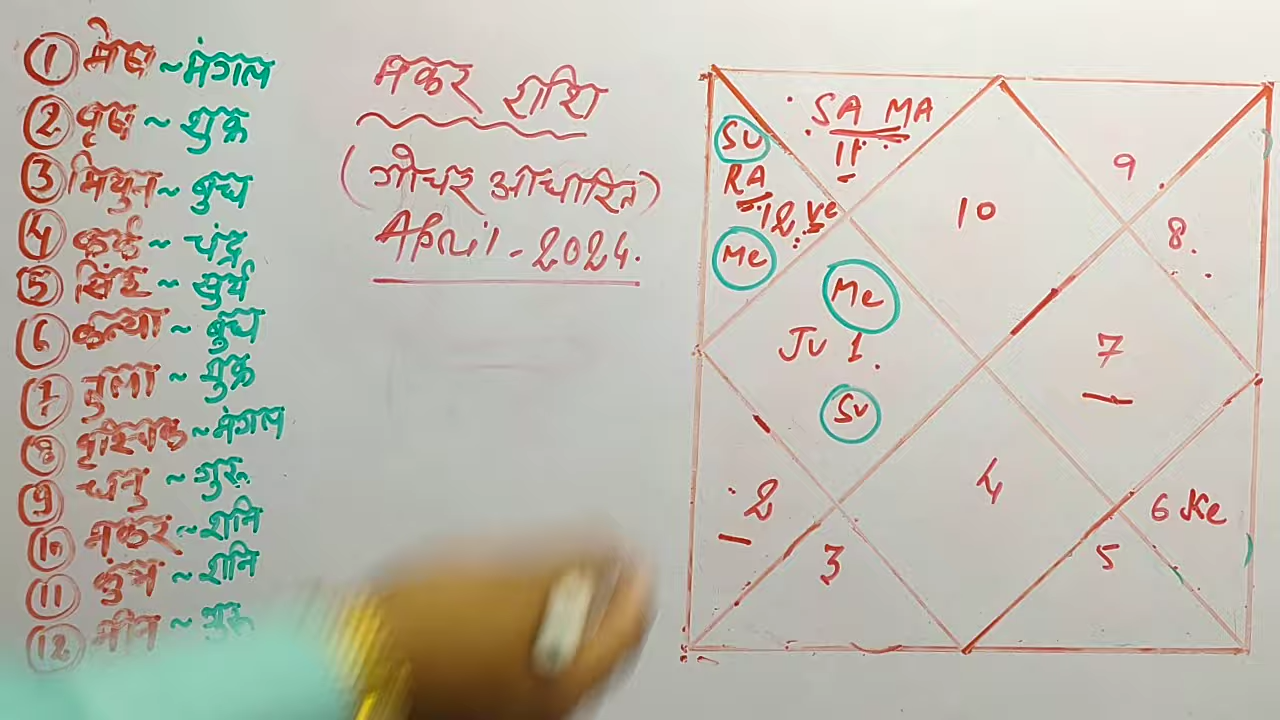 ① मेष ~ मंगल
② वृष ~ शुक्र
③ मिथुन ~ बुध
④ कर्क ~ चंद्र
⑤ सिंह ~ सुर्य
⑥ कन्या ~ बुध
⑦ तुला ~ शुक्र
⑧ वृश्चिक ~ मंगल
⑨ धनु ~ गुरु
⑩ मकर ~ शनि
⑪ कुंभ ~ शनि
⑫ मीन ~ गुरु
मकर राशि
(गोचर आधारित)
April - 2024.
SA MA
11
SU
RA
12 Ve
Me
10
9
8
Me
JU 1
SU
7
2
3
4
5
6 Ke